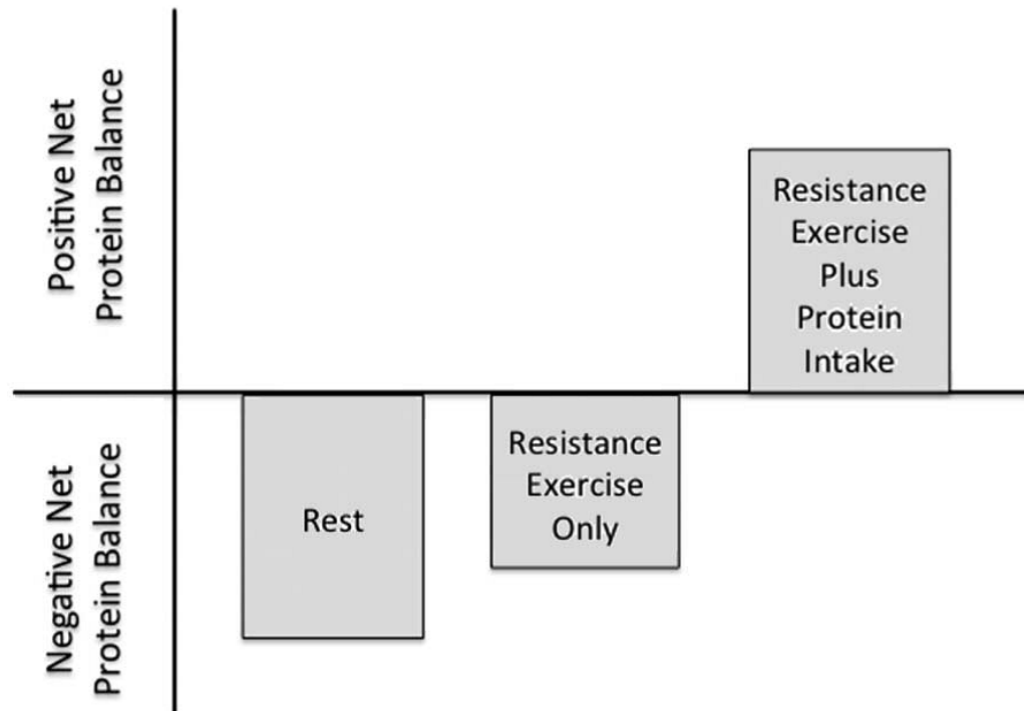 Positive Net
Protein Balance
Resistance
Exercise
Plus
Protein
Intake
Negative Net
Protein Balance
Rest
Resistance
Exercise
Only